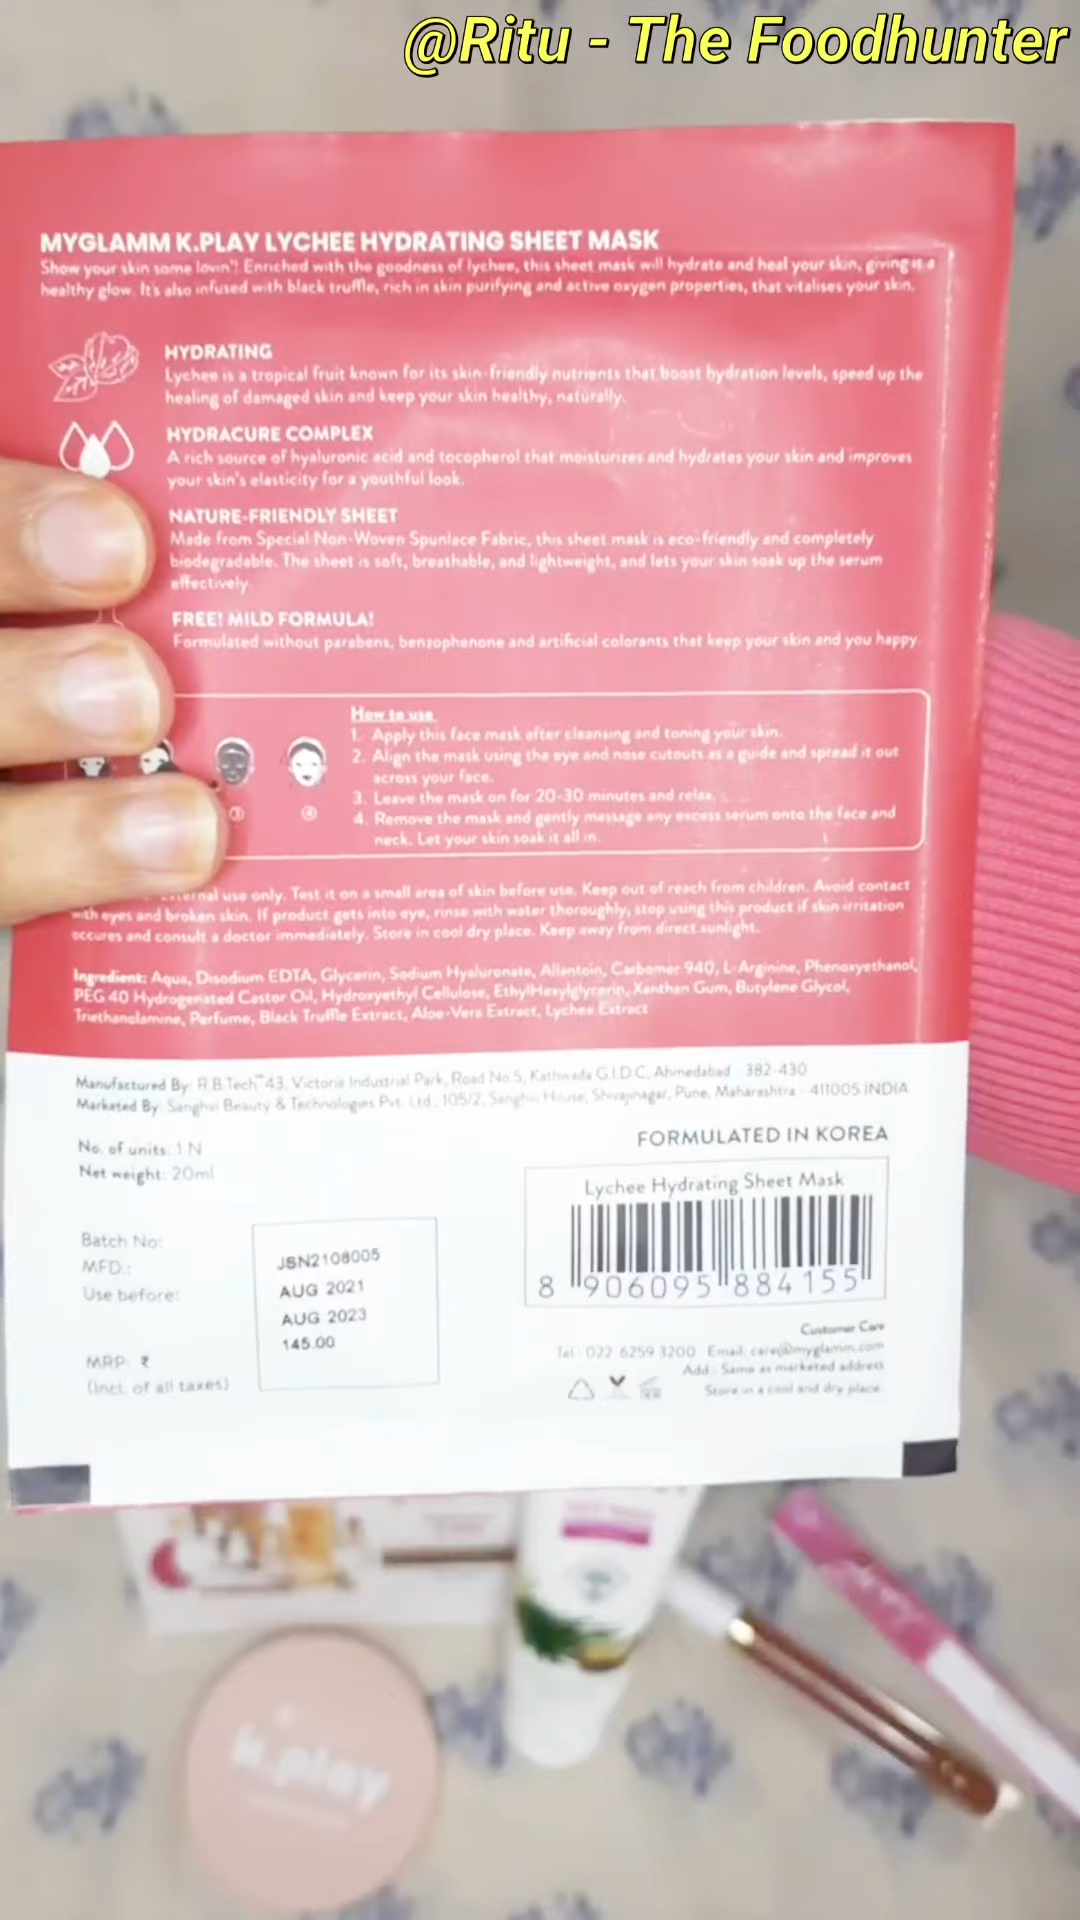 @Ritu - The Foodhunter
MYGLAMM K.PLAY LYCHEE HYDRATING SHEET MASK
Show your skin some lovin'! Enriched with the goodness of lychee, this sheet mask will hydrate and heal your skin, giving it a
healthy glow. It's also infused with black truffle, rich in skin purifying and active oxygen properties, that vitalises your skin.
HYDRATING
Lychee is a tropical fruit known for its skin-friendly nutrients that boost hydration levels, speed up the
healing of damaged skin and keep your skin healthy, naturally.
HYDRACURE COMPLEX
A rich source of hyaluronic acid and tocopherol that moisturizes and hydrates your skin and improves
your skin's elasticity for a youthful look.
NATURE-FRIENDLY SHEET
Made from Special Non-Woven Spunlace Fabric, this sheet mask is eco-friendly and completely
biodegradable. The sheet is soft, breathable, and lightweight, and lets your skin soak up the serum
effectively.
FREE! MILD FORMULA!
Formulated without parabens, benzophenone and artificial colorants that keep your skin and you happy.
How to use
1. Apply this face mask after cleansing and toning your skin.
2. Align the mask using the eye and nose cutouts as a guide and spread it out
across your face.
3. Leave the mask on for 20-30 minutes and relax.
4. Remove the mask and gently massage any excess serum onto the face and
neck. Let your skin soak it all in.
③ ④
use only. Test it on a small area of skin before use. Keep out of reach from children. Avoid contact
with eyes and broken skin. If product gets into eye, rinse with water thoroughly, stop using this product if skin irritation
occures and consult a doctor immediately. Store in cool dry place. Keep away from direct sunlight.
Ingredient: Aqua, Disodium EDTA, Glycerin, Sodium Hyaluronate, Allantoin, Carbomer 940, L-Arginine, Phenoxyethanol,
PEG 40 Hydrogenated Castor Oil, Hydroxyethyl Cellulose, EthylHexylglycerin, Xanthan Gum, Butylene Glycol,
Triethanolamine, Perfume, Black Truffle Extract, Aloe-Vera Extract, Lychee Extract
Manufactured By: R.B.Tech™ 43, Victoria Industrial Park, Road No.5, Kathwada G.I.D.C, Ahmedabad - 382-430
Marketed By: Sanghvi Beauty & Technologies Pvt. Ltd., 105/2, Sanghvi House, Shivajinagar, Pune, Maharashtra - 411005 INDIA
No. of units: 1 N
Net weight: 20ml
FORMULATED IN KOREA
Lychee Hydrating Sheet Mask
8 906095 884155
Batch No: JSN2108005
MFD.: AUG 2021
Use before: AUG 2023
MRP: ₹ 145.00
(Incl. of all taxes)
Customer Care
Tel.: 022 6259 3200 Email: care@myglamm.com
Add.: Same as marketed address
Store in a cool and dry place
k.play